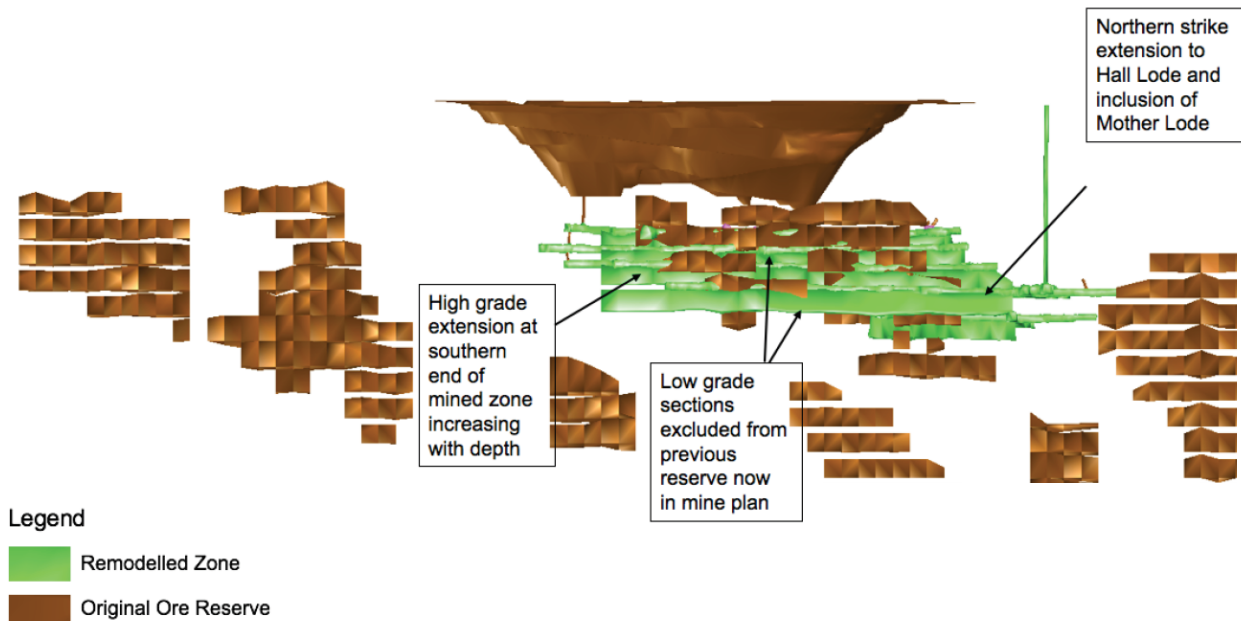 Northern strike
extension to
Hall Lode and
inclusion of
Mother Lode
High grade
extension at
southern
end of
mined zone
increasing
with depth
Low grade
sections
excluded from
previous
reserve now
in mine plan
Legend
Remodelled Zone
Original Ore Reserve